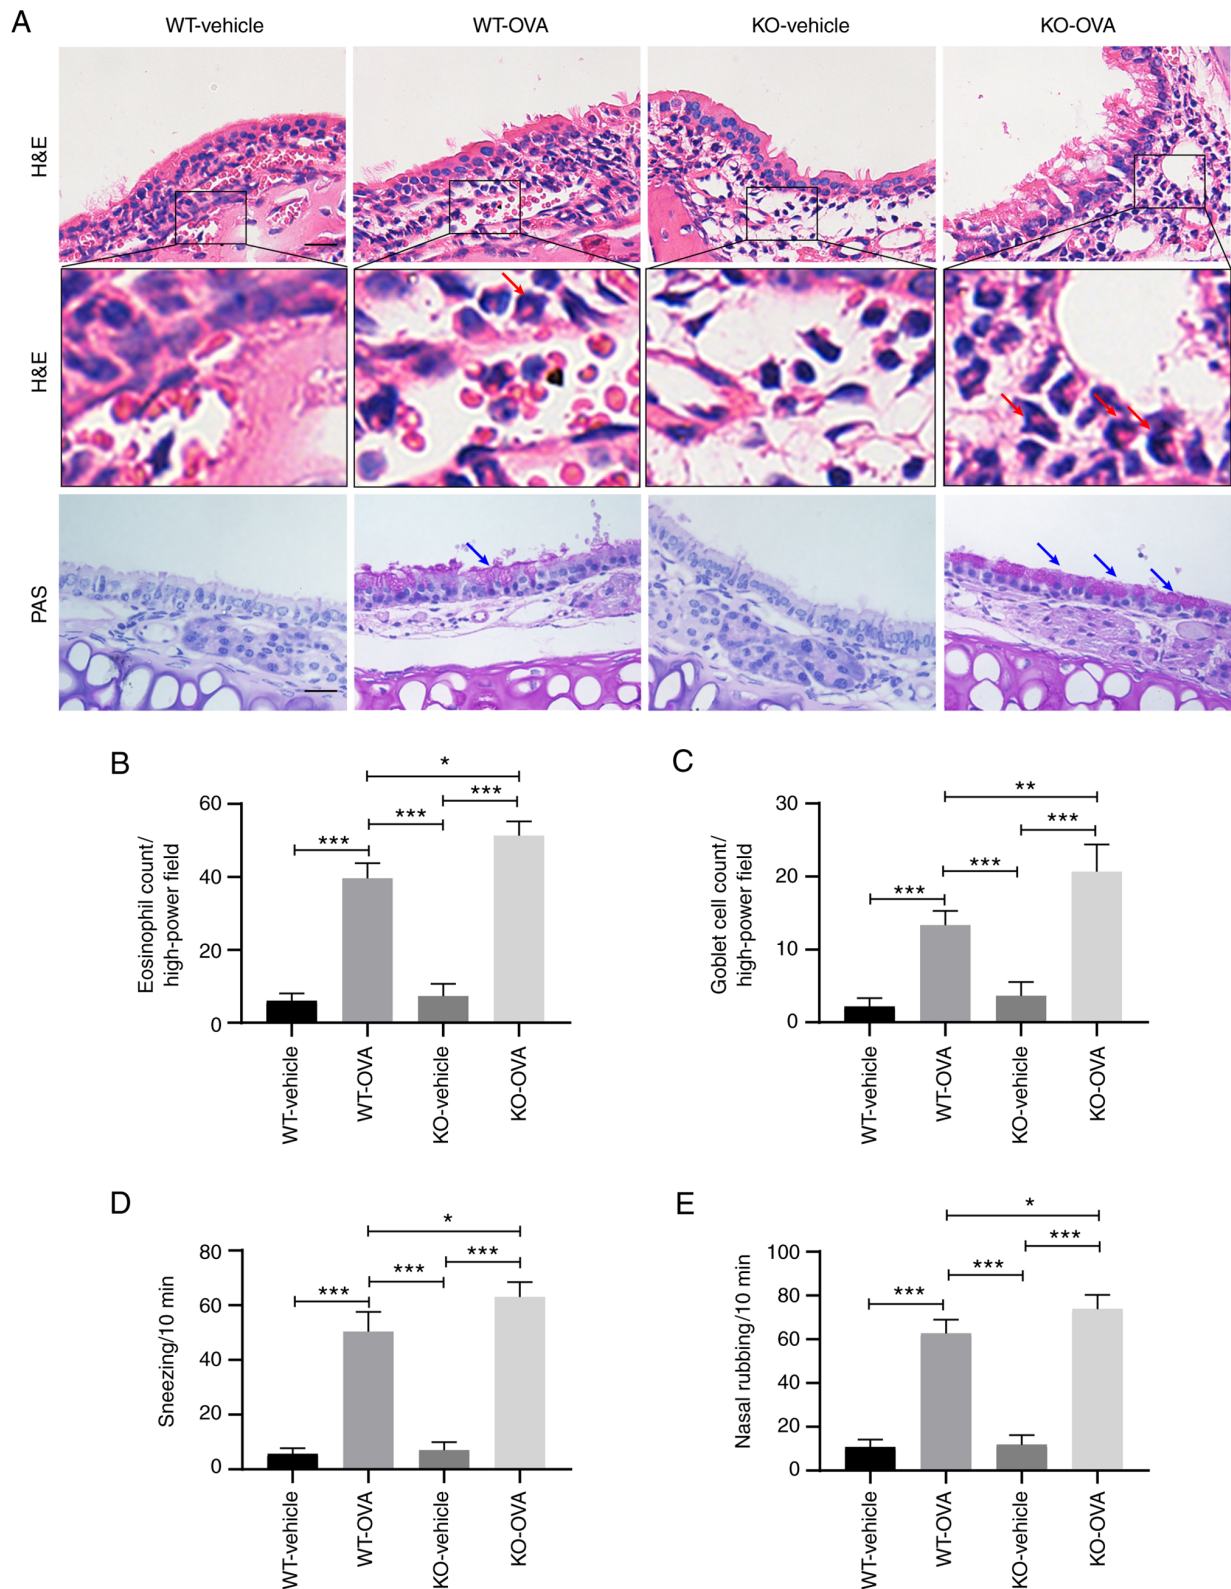 A
WT-vehicle
WT-OVA
KO-vehicle
KO-OVA
H&E
H&E
PAS
B
Eosinophil count/
high-power field
60
40
20
0
***
***
***
*
WT-vehicle
WT-OVA
KO-vehicle
KO-OVA
C
Goblet cell count/
high-power field
30
20
10
0
***
***
***
**
WT-vehicle
WT-OVA
KO-vehicle
KO-OVA
D
Sneezing/10 min
80
60
40
20
0
***
***
***
*
WT-vehicle
WT-OVA
KO-vehicle
KO-OVA
E
Nasal rubbing/10 min
100
80
60
40
20
0
***
***
***
*
WT-vehicle
WT-OVA
KO-vehicle
KO-OVA